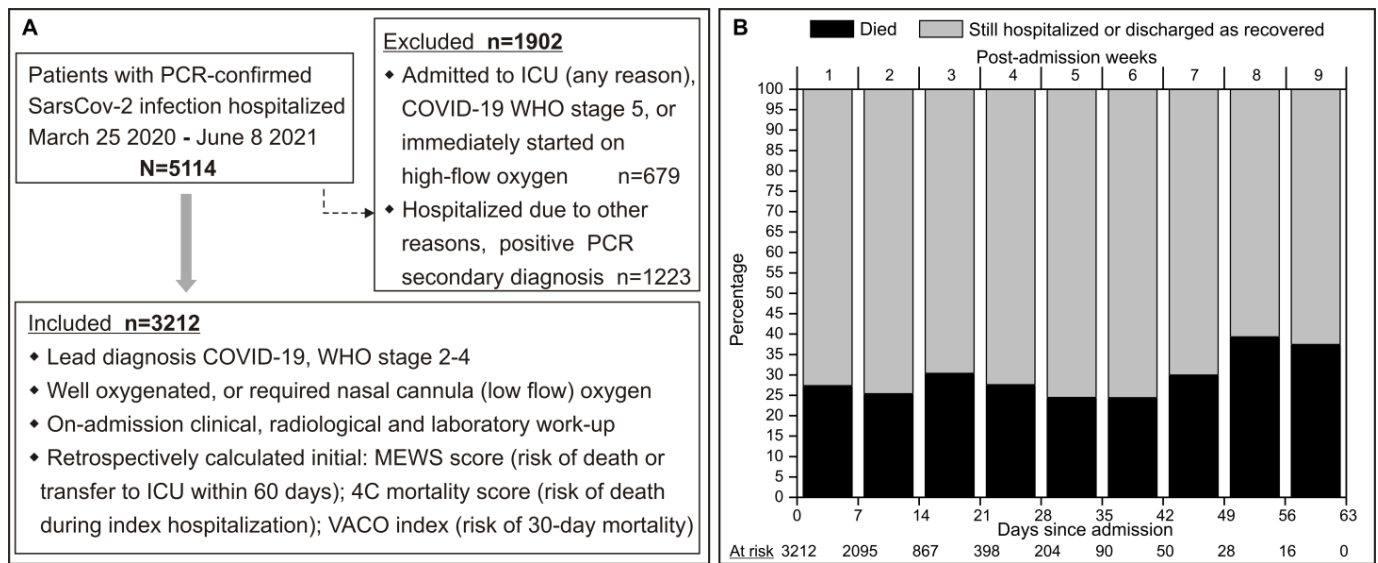 A
Patients with PCR-confirmed
SarsCov-2 infection hospitalized
March 25 2020 - June 8 2021
N=5114
Excluded n=1902
◆ Admitted to ICU (any reason),
COVID-19 WHO stage 5, or
immediately started on
high-flow oxygen n=679
◆ Hospitalized due to other
reasons, positive PCR
secondary diagnosis n=1223
Included n=3212
◆ Lead diagnosis COVID-19, WHO stage 2-4
◆ Well oxygenated, or required nasal cannula (low flow) oxygen
◆ On-admission clinical, radiological and laboratory work-up
◆ Retrospectively calculated initial: MEWS score (risk of death or
transfer to ICU within 60 days); 4C mortality score (risk of death
during index hospitalization); VACO index (risk of 30-day mortality)
B
Died Still hospitalized or discharged as recovered
Post-admission weeks
1 2 3 4 5 6 7 8 9
Percentage
100
95
90
85
80
75
70
65
60
55
50
45
40
35
30
25
20
15
10
5
0
0 7 14 21 28 35 42 49 56 63
Days since admission
At risk 3212 2095 867 398 204 90 50 28 16 0